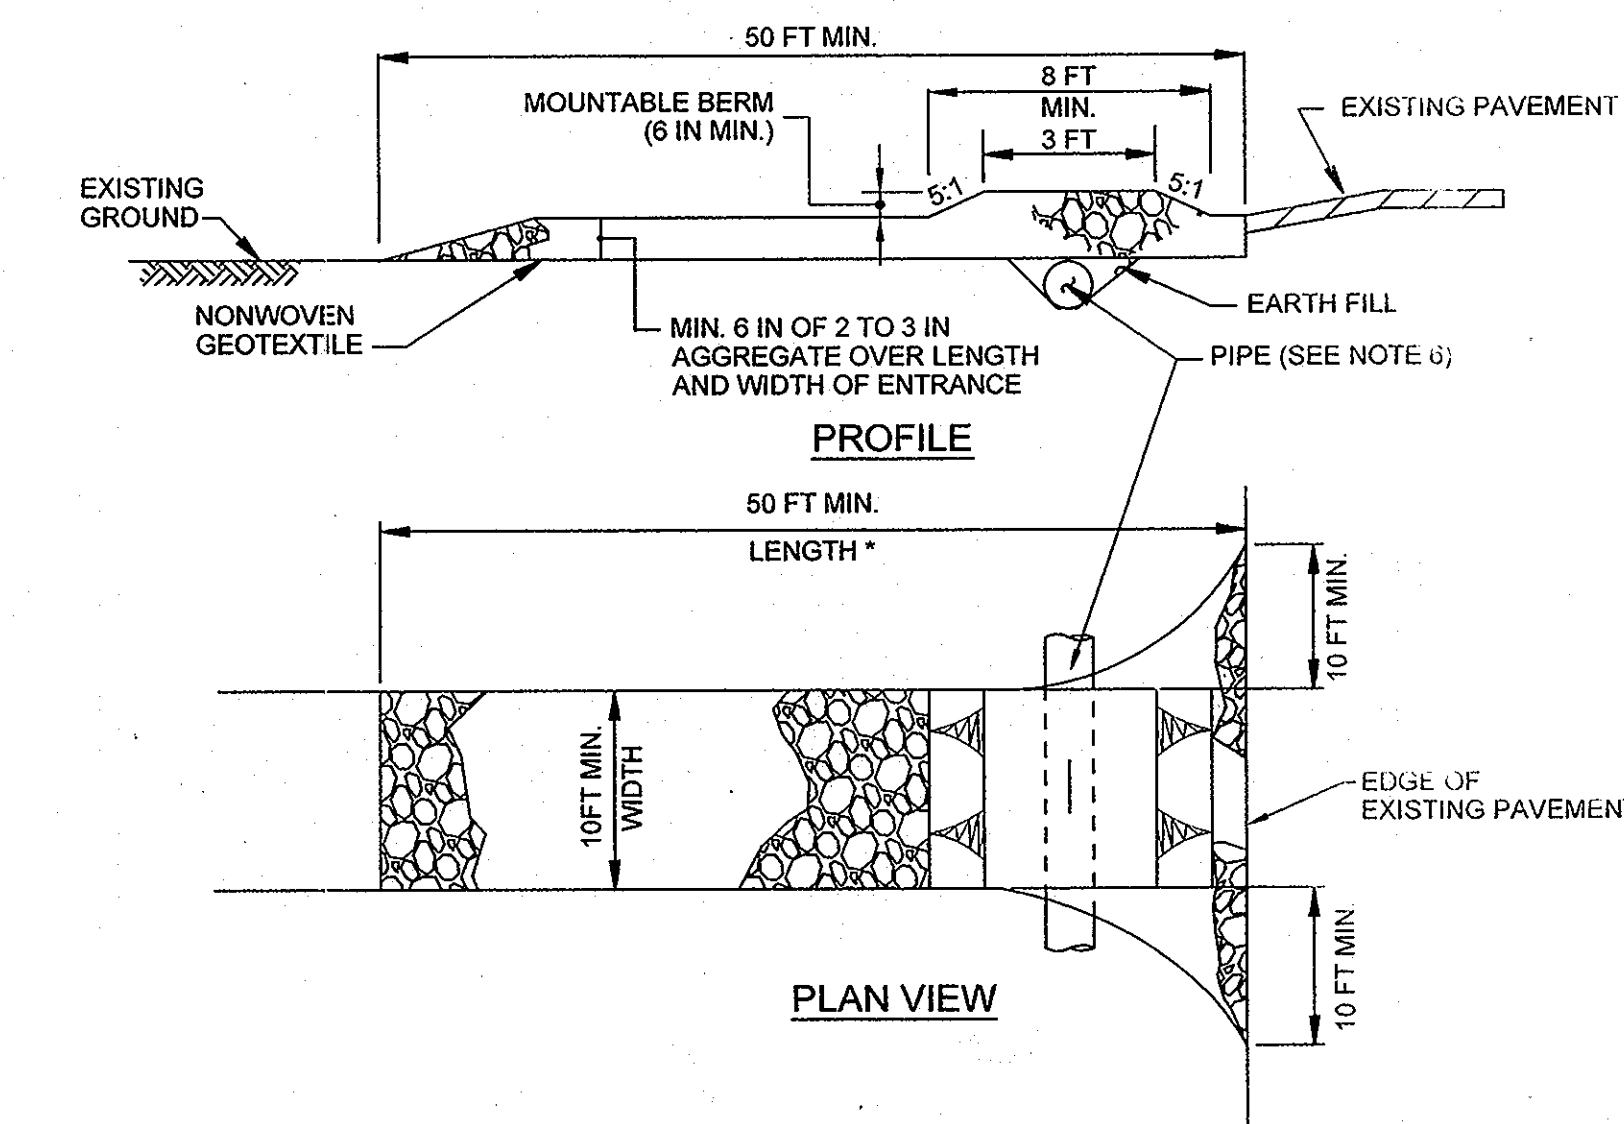 50 FT MIN.
8 FT
MIN.
3 FT
MOUNTABLE BERM
(6 IN MIN.)
EXISTING PAVEMENT
5:1
5:1
EXISTING
GROUND
NONWOVEN
GEOTEXTILE
MIN. 6 IN OF 2 TO 3 IN
AGGREGATE OVER LENGTH
AND WIDTH OF ENTRANCE
EARTH FILL
PIPE (SEE NOTE 6)
PROFILE
50 FT MIN.
LENGTH *
10 FT MIN.
10FT MIN.
WIDTH
EDGE OF
EXISTING PAVEMEN
10 FT MIN.
PLAN VIEW